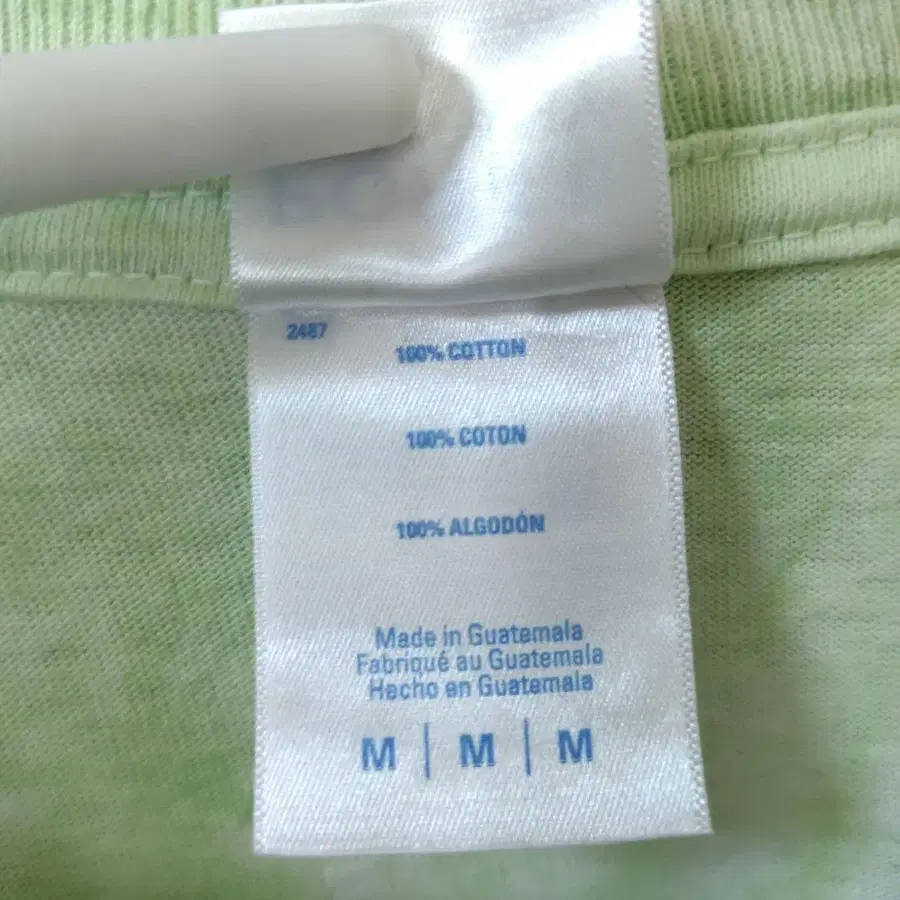 2487
100% COTTON
100% COTON
100% ALGODÓN
Made in Guatemala
Fabriqué au Guatemala
Hecho en Guatemala
M | M | M